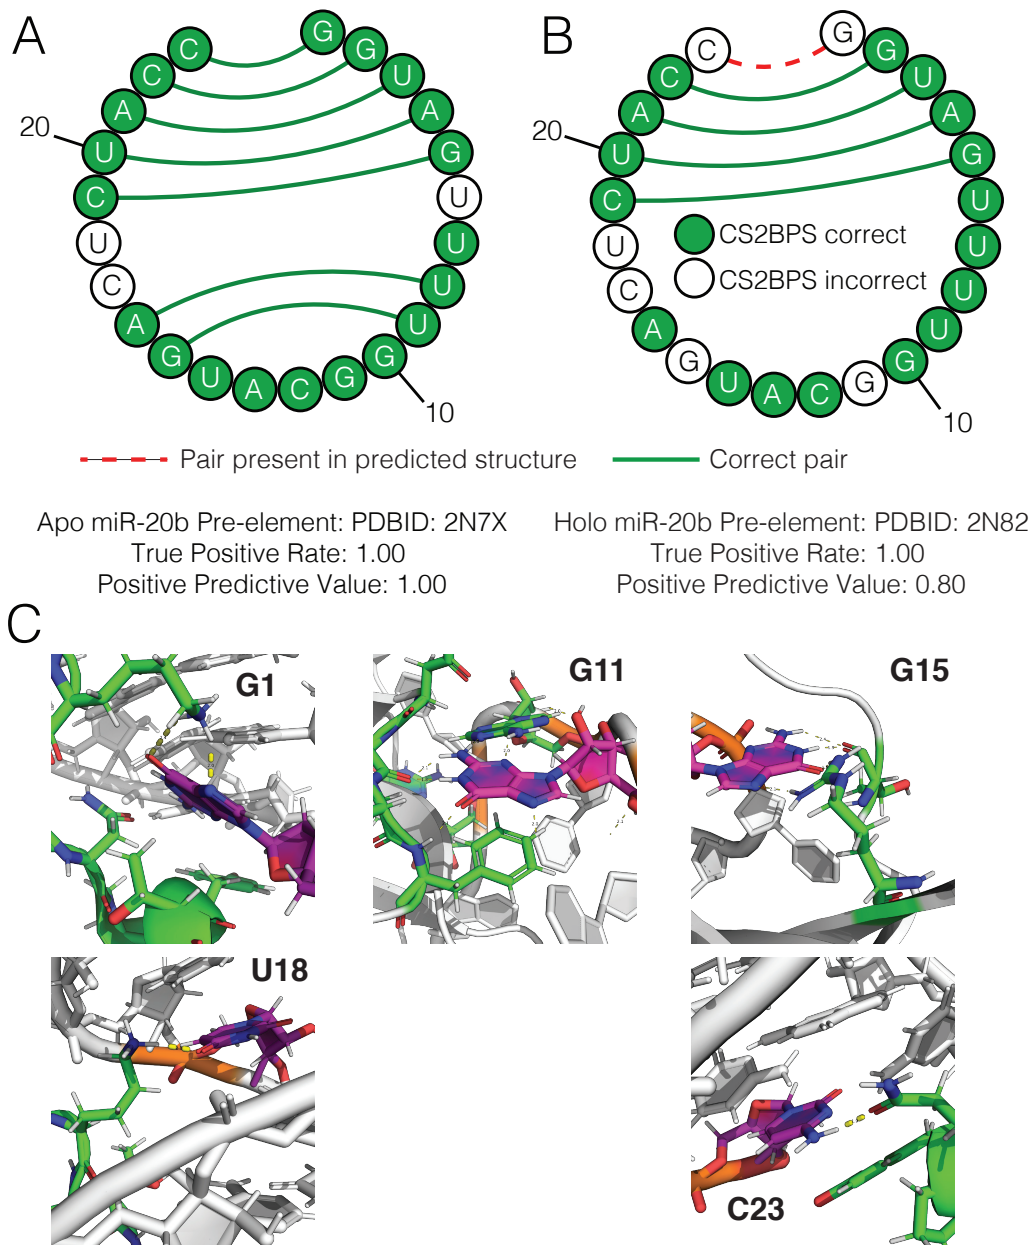 A
G G U A G U U U U G G C A U G A C U C U A C C
20
10
B
G G U A G U U U U G G C A U G A C U C U A C C
20
10
CS2BPS correct
CS2BPS incorrect
Pair present in predicted structure
Correct pair
Apo miR-20b Pre-element: PDBID: 2N7X
True Positive Rate: 1.00
Positive Predictive Value: 1.00
Holo miR-20b Pre-element: PDBID: 2N82
True Positive Rate: 1.00
Positive Predictive Value: 0.80
C
G1
G11
G15
U18
C23